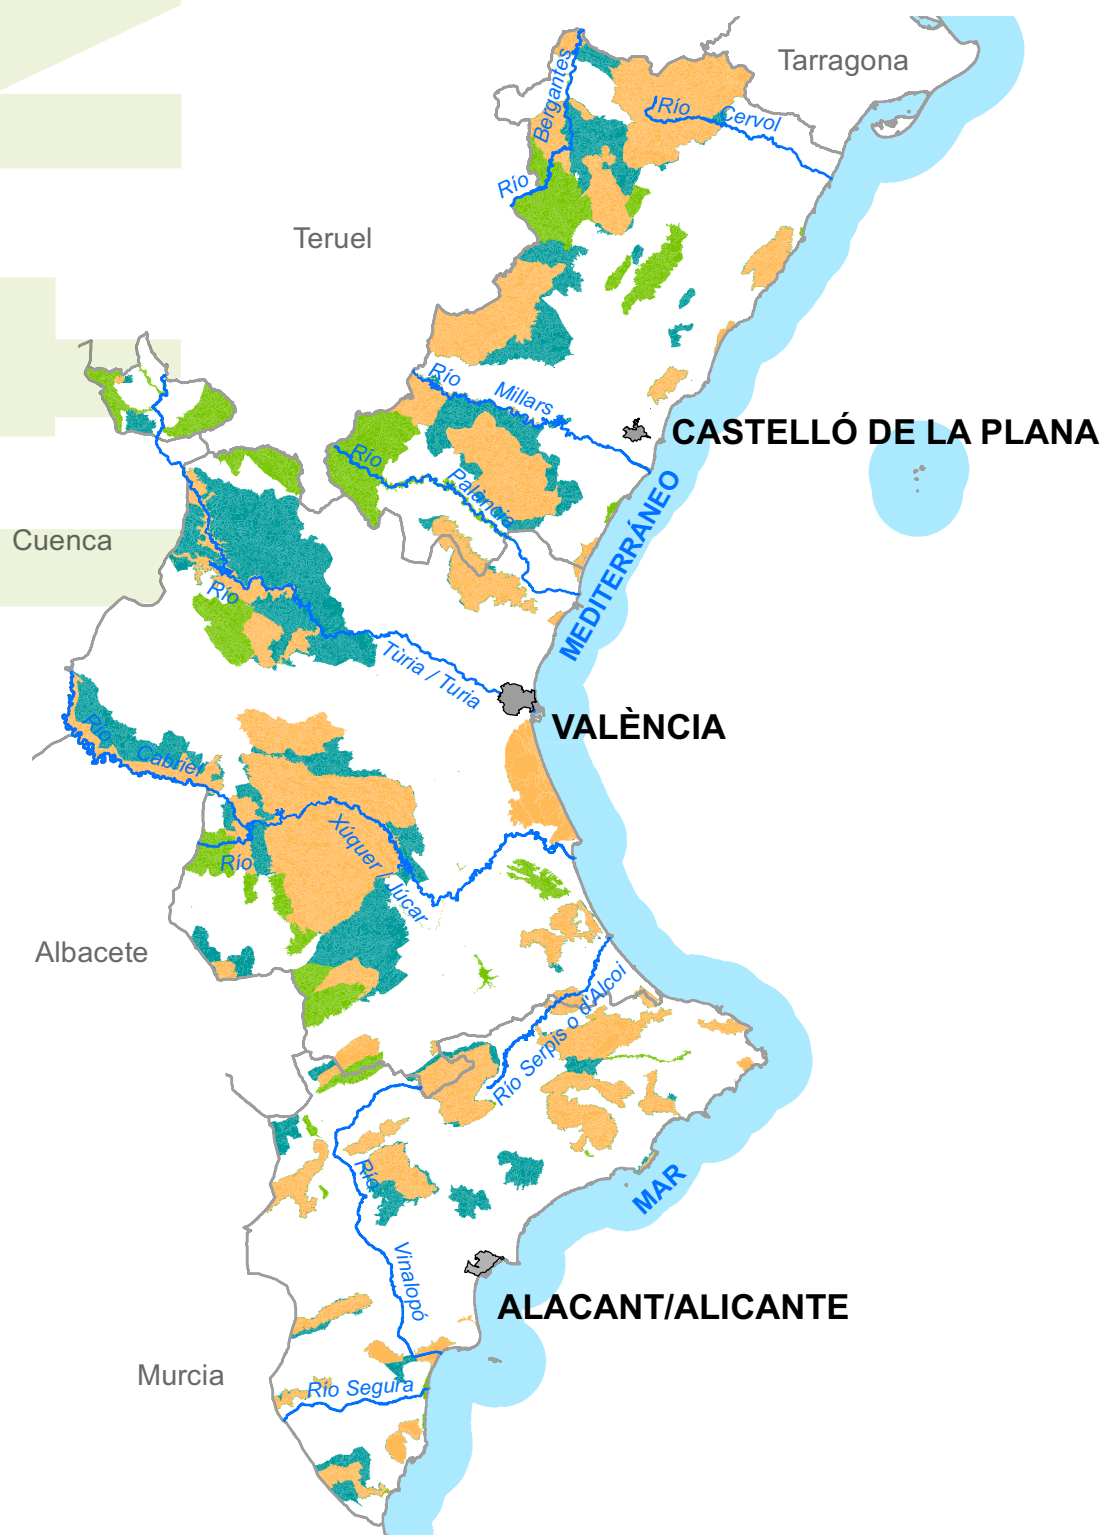 Tarragona
Bergantes
Río
Río Cervol
Teruel
Río Millars
CASTELLÓ DE LA PLANA
Río Palància
Cuenca
MEDITERRÁNEO
Río
Túria / Turia
VALÈNCIA
Río Cabriel
Xúquer / Júcar
Río
Albacete
Río Serpis o d'Alcoi
Río
MAR
Vinalopó
ALACANT/ALICANTE
Murcia
Río Segura